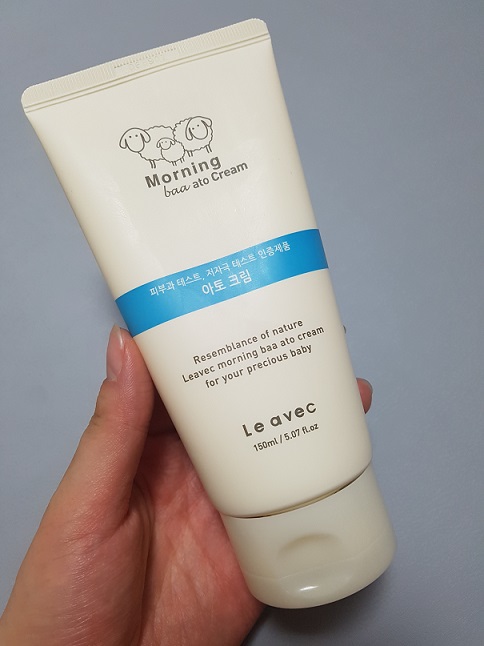 Morning
baa ato Cream
피부과 테스트, 저자극 테스트 인증제품
아토 크림
Resemblance of nature
Leavec morning baa ato cream
for your precious baby
Le avec
150ml / 5.07 fl.oz